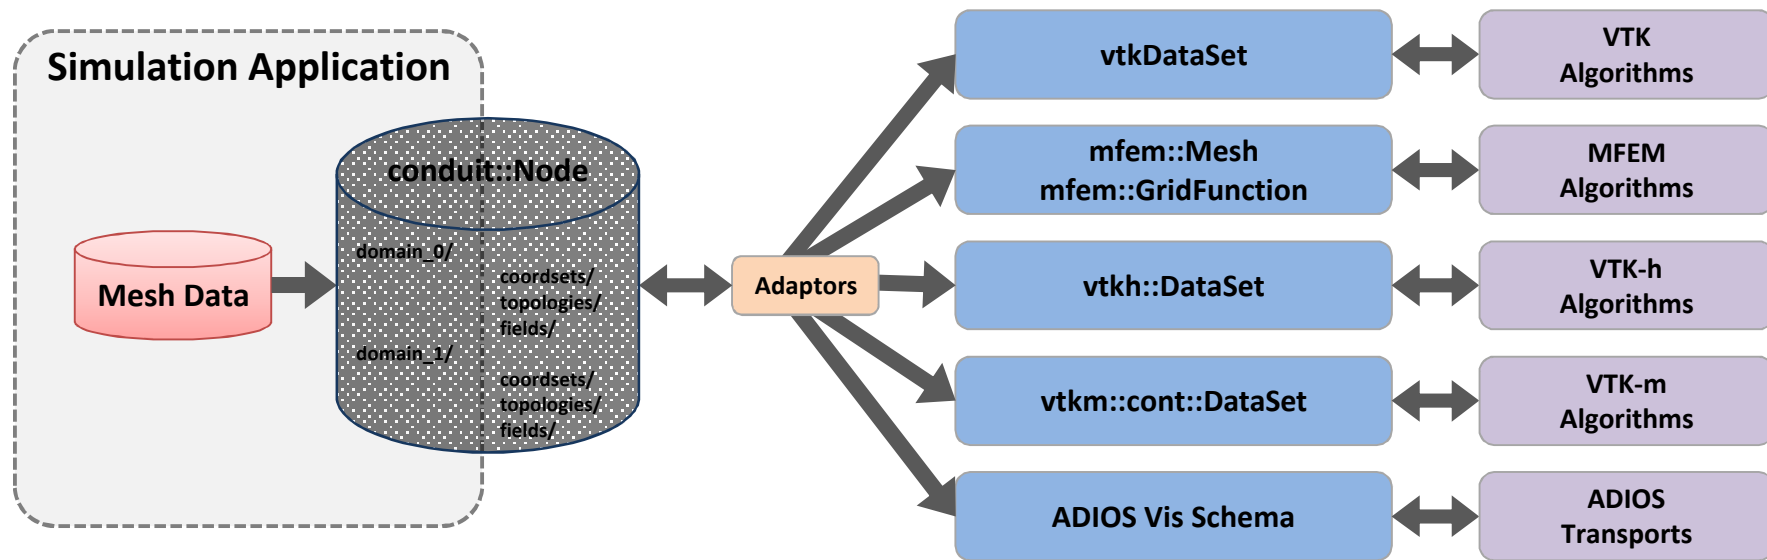 Simulation Application
Mesh Data
conduit::Node
domain_0/
coordsets/
topologies/
fields/
domain_1/
coordsets/
topologies/
fields/
Adaptors
vtkDataSet
VTK
Algorithms
mfem::Mesh
mfem::GridFunction
MFEM
Algorithms
vtkh::DataSet
VTK-h
Algorithms
vtkm::cont::DataSet
VTK-m
Algorithms
ADIOS Vis Schema
ADIOS
Transports